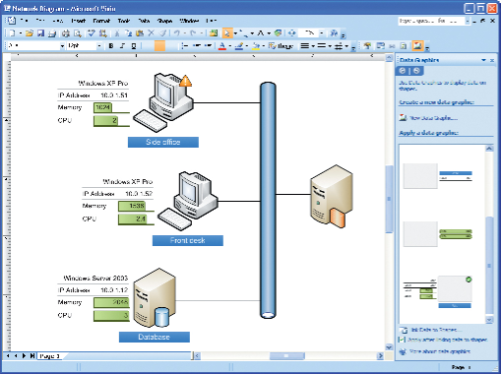 Network Diagram - Microsoft Visio
File Edit View Insert Format Tools Data Shape Window Help
12pt B I U
Data Graphics
Windows XP Pro
IP Address 10.0.1.51
Memory 1024
CPU 2
Side office
Create a new data graphic
New Data Graphic...
Apply a data graphic
Windows XP Pro
IP Address 10.0.1.52
Memory 1536
CPU 2.4
Front desk
Windows Server 2003
IP Address 10.0.1.12
Memory 2048
CPU 3
Database
Link Data to Shapes...
Apply after linking data to shapes
More about data graphics
Page-1
Page